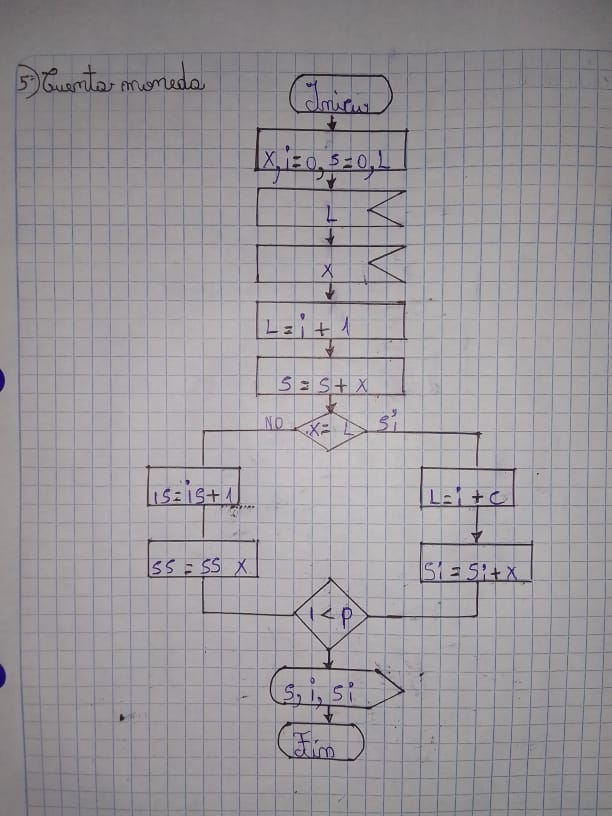 5) Cuenta moneda
Inicio
X, i=0, s=0, L
L
x
L = i + 1
S = S + X
NO x= L Si
is=is+1 L=i+c
SS = SS X Si = Si+x
i < p
S, i, Si
Fin